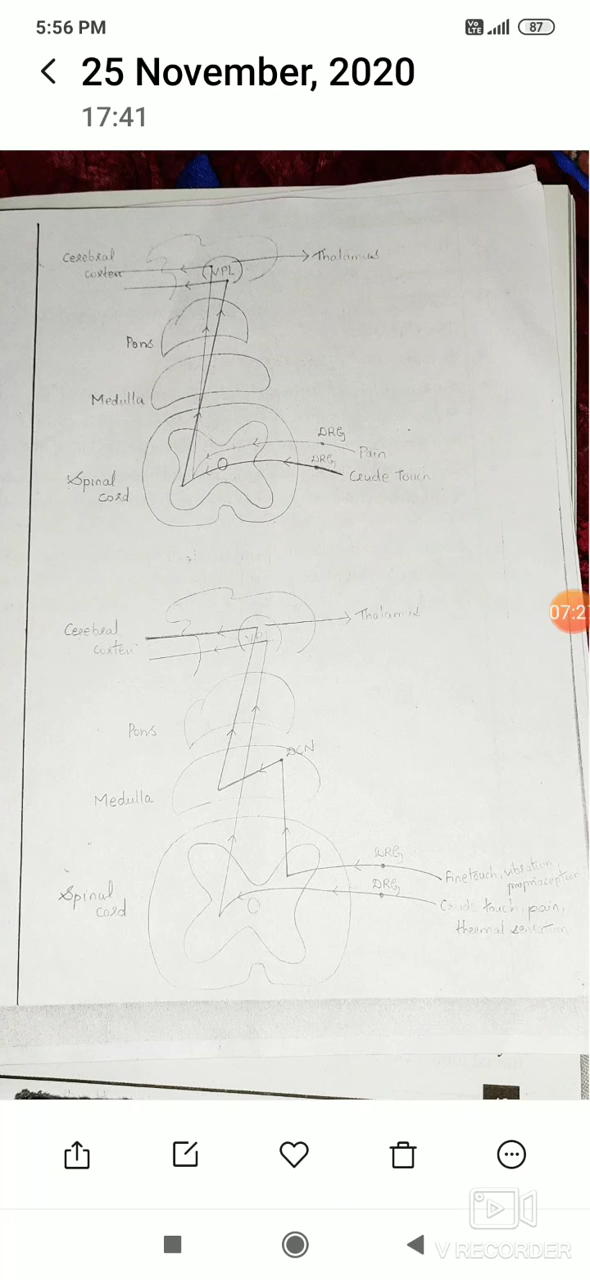 5:56 PM
Vo LTE
87
25 November, 2020
17:41
Cerebral
cortex
VPL
Thalamus
Pons
Medulla
DRG
Pain
DRG
Crude Touch
Spinal
cord
Thalamus
Cerebral
cortex
Pons
DCN
Medulla
DRG
Fine touch, vibration,
proprioception
DRG
Crude touch, pain,
thermal sensation
Spinal
cord
V RECORDER